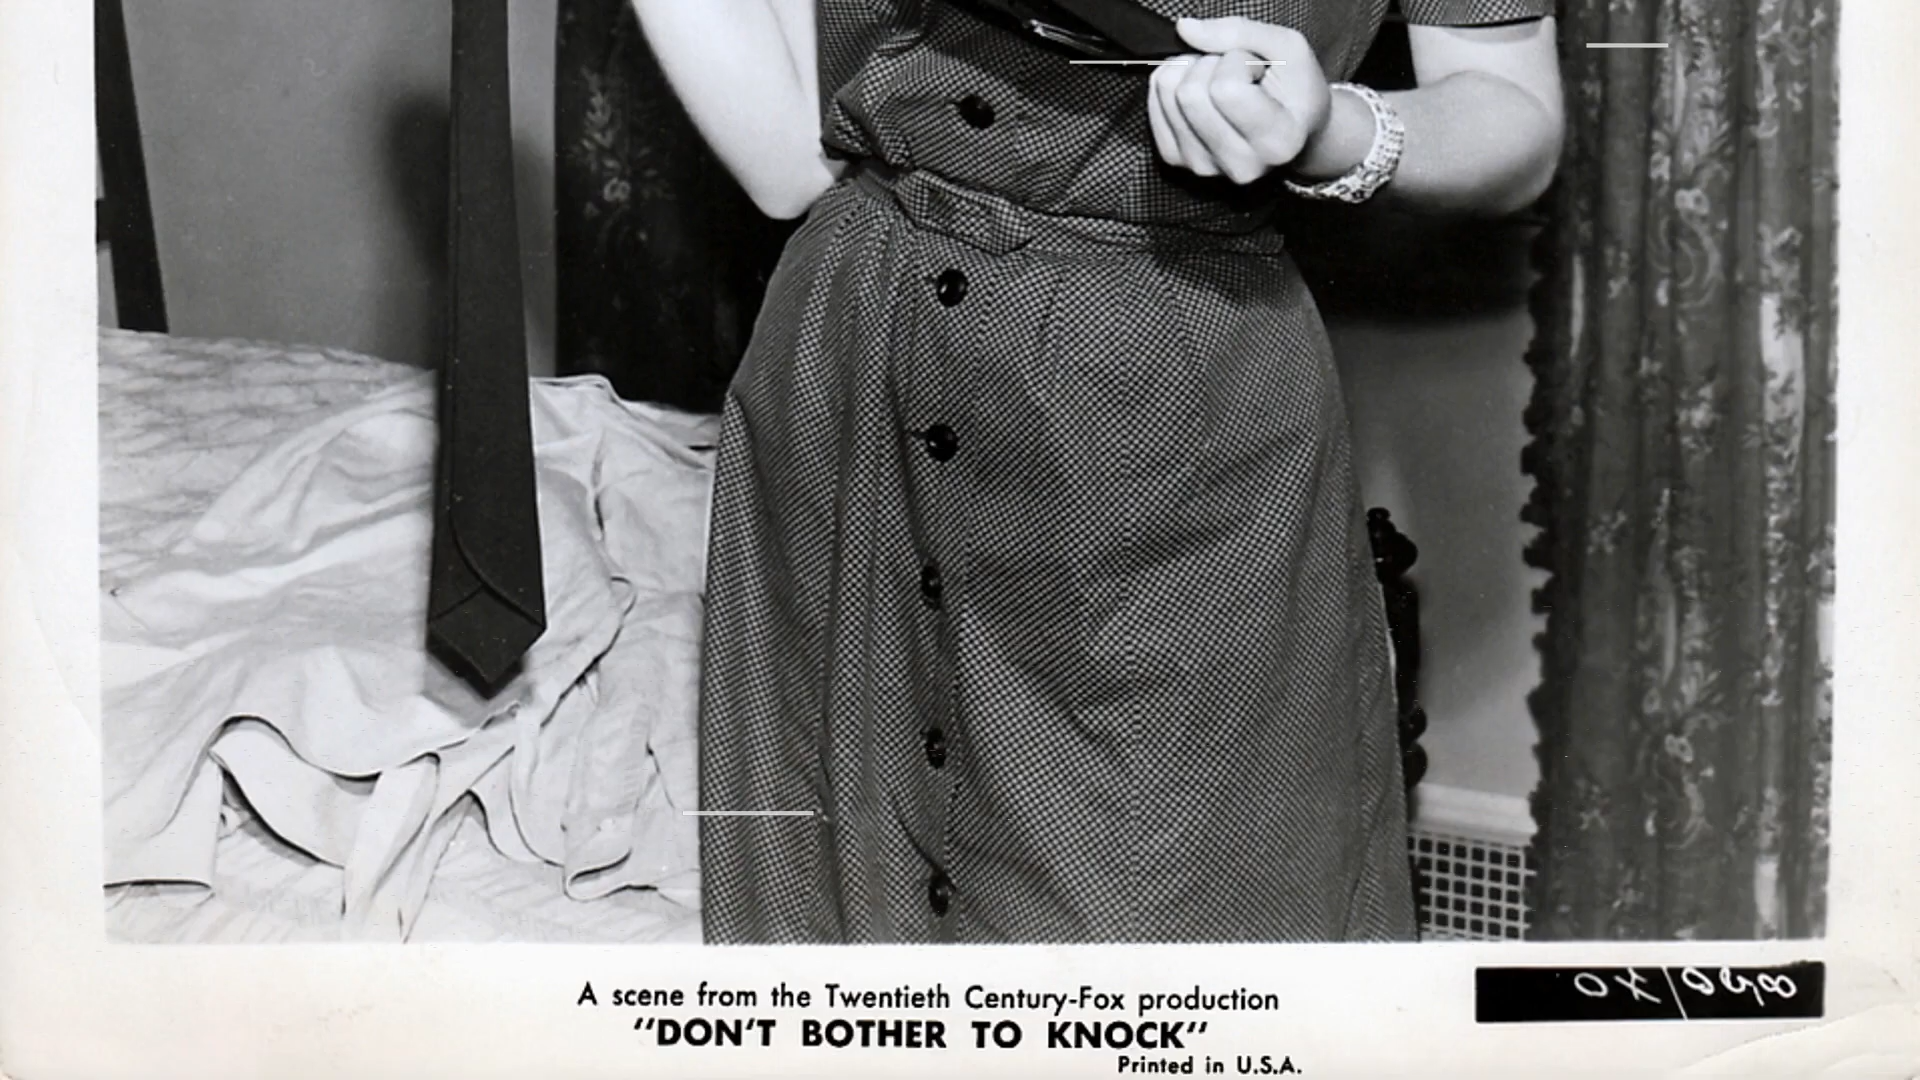 A scene from the Twentieth Century-Fox production
"DON'T BOTHER TO KNOCK"
Printed in U.S.A.